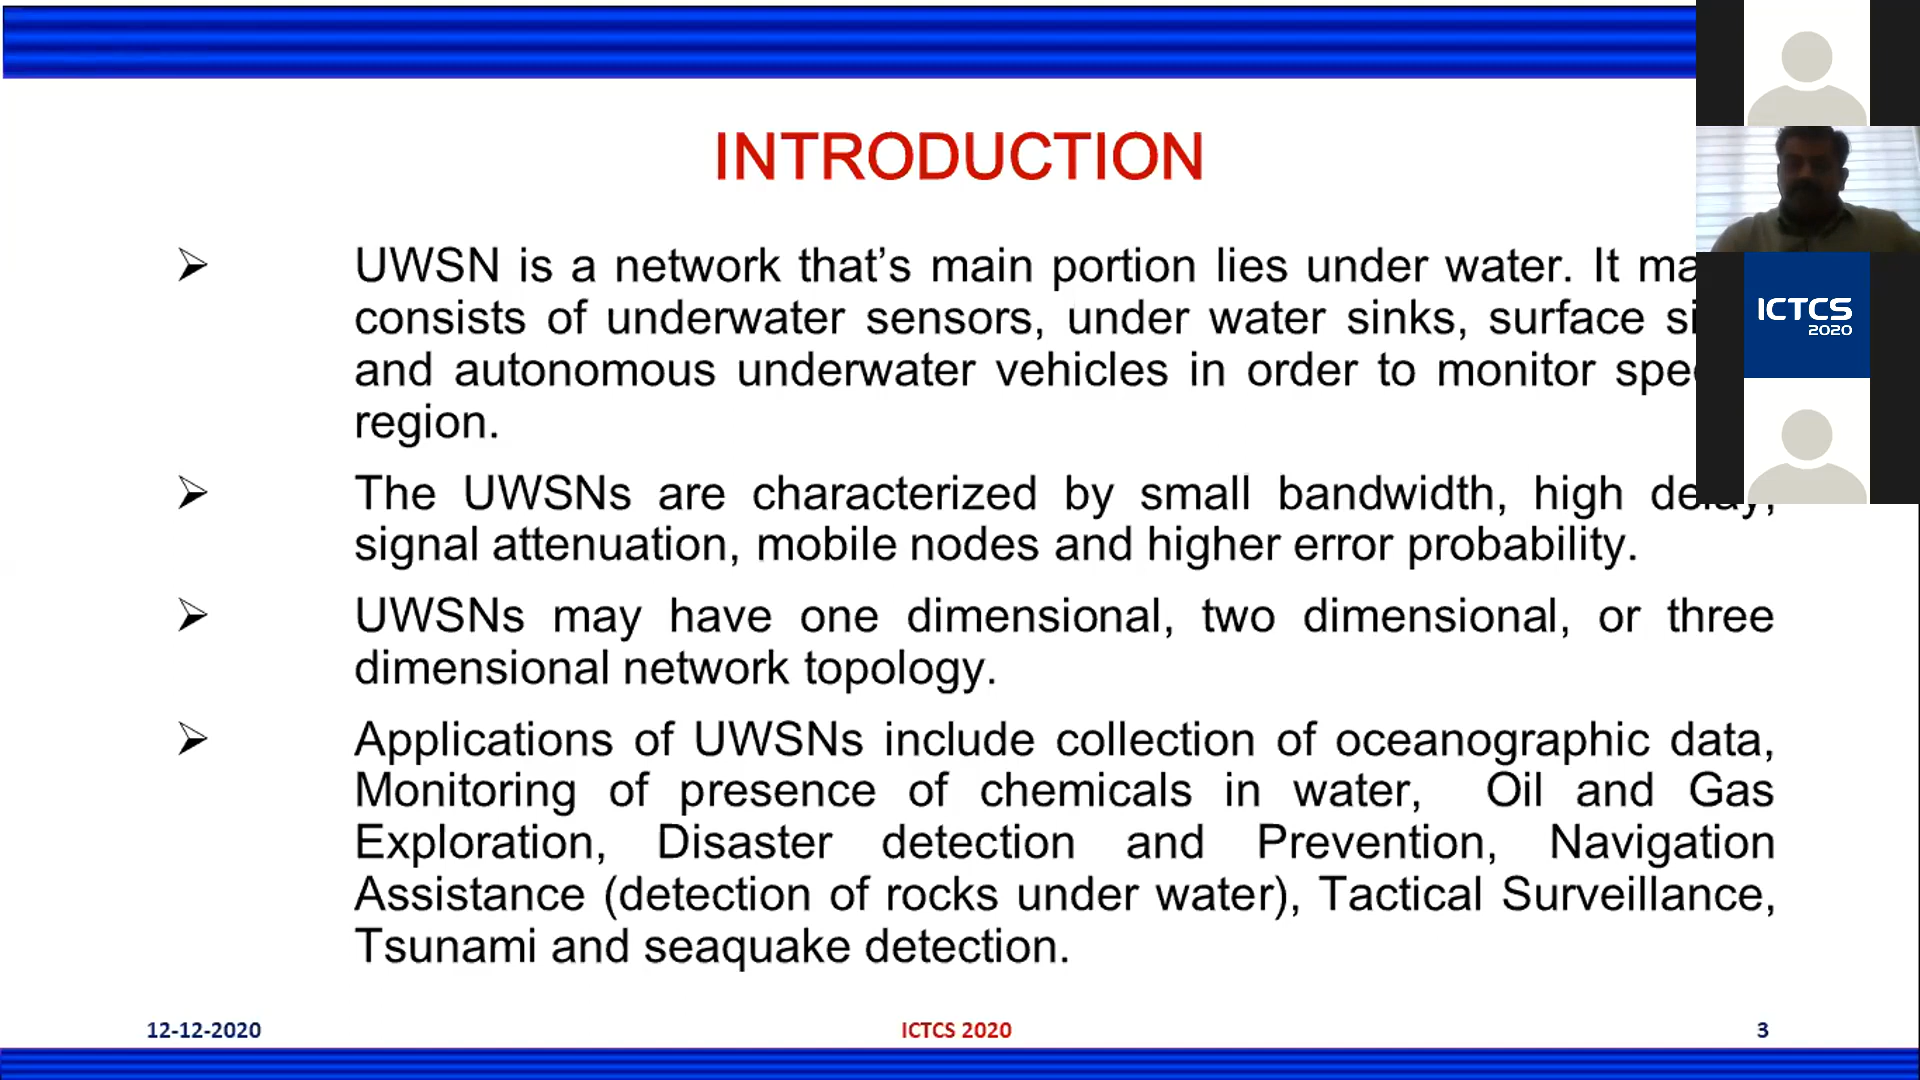 INTRODUCTION
➢ UWSN is a network that’s main portion lies under water. It
consists of underwater sensors, under water sinks, surface
and autonomous underwater vehicles in order to monitor
region.
➢ The UWSNs are characterized by small bandwidth, high delay,
signal attenuation, mobile nodes and higher error probability.
➢ UWSNs may have one dimensional, two dimensional, or three
dimensional network topology.
➢ Applications of UWSNs include collection of oceanographic data,
Monitoring of presence of chemicals in water, Oil and Gas
Exploration, Disaster detection and Prevention, Navigation
Assistance (detection of rocks under water), Tactical Surveillance,
Tsunami and seaquake detection.
12-12-2020 ICTCS 2020 3
ICTCS
2020